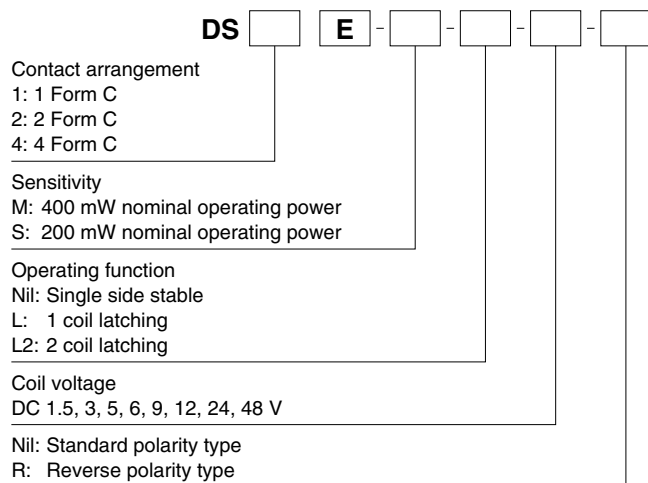 DS E - - - -
Contact arrangement
1: 1 Form C
2: 2 Form C
4: 4 Form C
Sensitivity
M: 400 mW nominal operating power
S: 200 mW nominal operating power
Operating function
Nil: Single side stable
L: 1 coil latching
L2: 2 coil latching
Coil voltage
DC 1.5, 3, 5, 6, 9, 12, 24, 48 V
Nil: Standard polarity type
R: Reverse polarity type